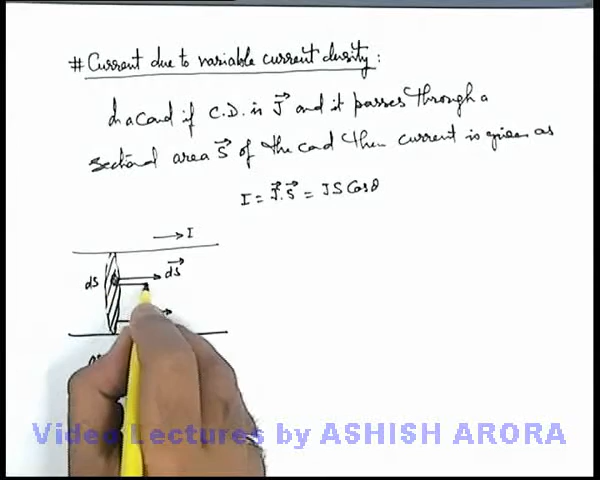 # Current due to variable current density :
In a Cond if C.D. is J⃗ and it passes through a
sectional area S⃗ of the cond then current is given as
I = J⃗.S⃗ = JS Cosθ
→ I
dS
dS⃗
Video Lectures by ASHISH ARORA